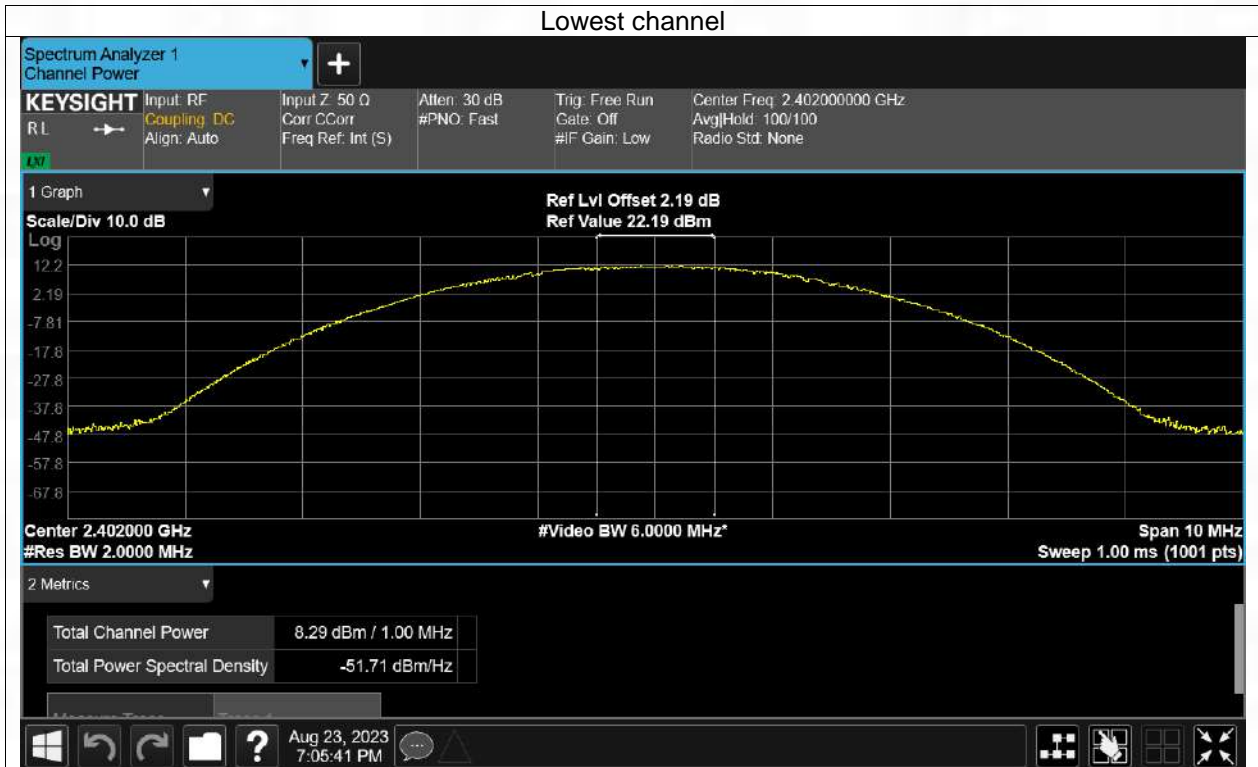 Lowest channel
Spectrum Analyzer 1
Channel Power
KEYSIGHT
RL
LXI
Input: RF
Coupling: DC
Align: Auto
Input Z: 50 Ω
Corr CCorr
Freq Ref: Int (S)
Atten: 30 dB
#PNO: Fast
Trig: Free Run
Gate: Off
#IF Gain: Low
Center Freq: 2.402000000 GHz
Avg|Hold: 100/100
Radio Std: None
1 Graph
Scale/Div 10.0 dB
Ref Lvl Offset 2.19 dB
Ref Value 22.19 dBm
Log
12.2
2.19
-7.81
-17.8
-27.8
-37.8
-47.8
-57.8
-67.8
Center 2.402000 GHz
#Res BW 2.0000 MHz
#Video BW 6.0000 MHz*
Span 10 MHz
Sweep 1.00 ms (1001 pts)
2 Metrics
Total Channel Power 8.29 dBm / 1.00 MHz
Total Power Spectral Density -51.71 dBm/Hz
?
Aug 23, 2023
7:05:41 PM